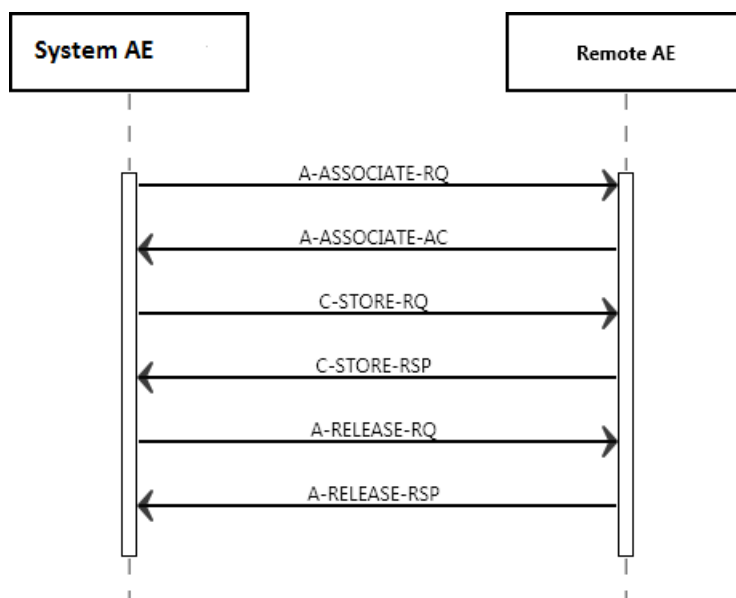 System AE
Remote AE
A-ASSOCIATE-RQ
A-ASSOCIATE-AC
C-STORE-RQ
C-STORE-RSP
A-RELEASE-RQ
A-RELEASE-RSP